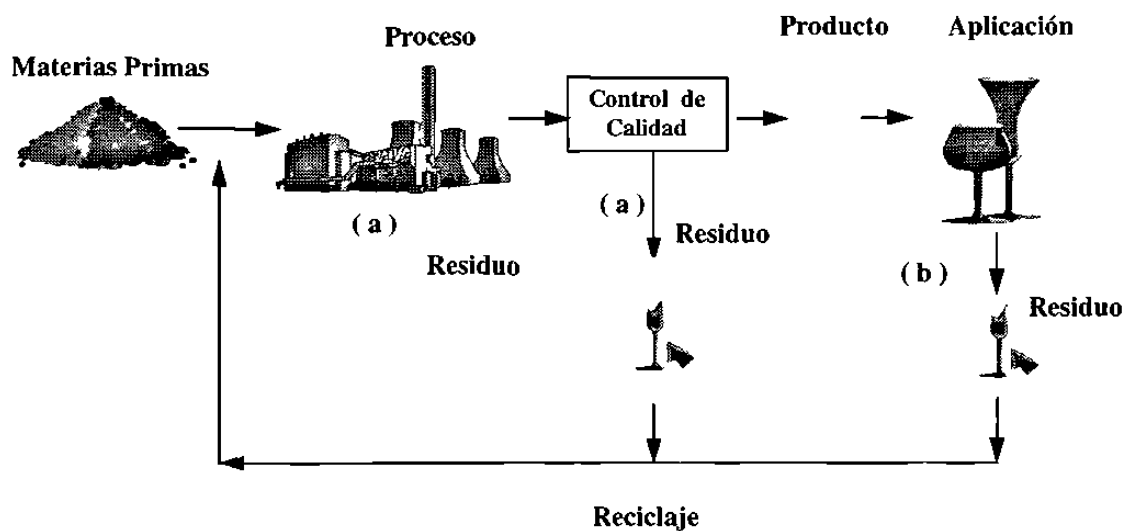 Proceso
Producto
Aplicación
Materias Primas
Control de
Calidad
( a )
( a )
Residuo
Residuo
( b )
Residuo
Reciclaje